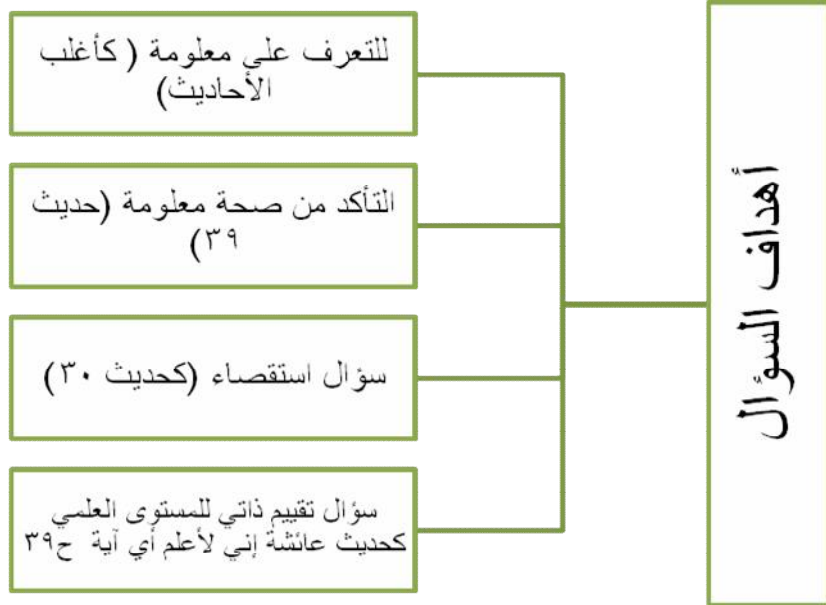 أهداف السؤال
للتعرف على معلومة ( كأغلب
الأحاديث)
التأكد من صحة معلومة (حديث
٣٩)
سؤال استقصاء (كحديث ٣٠)
سؤال تقييم ذاتي للمستوى العلمي
كحديث عائشة إني لأعلم أي آية ح٣٩